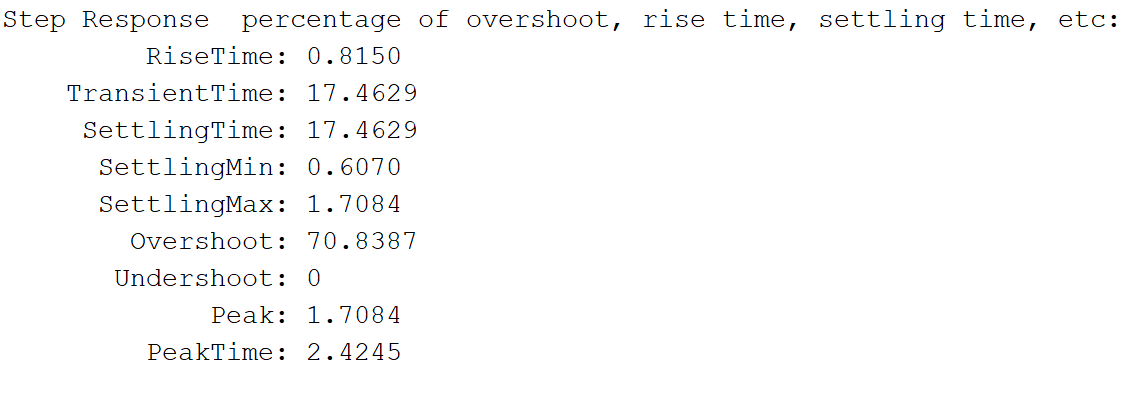 Step Response  percentage of overshoot, rise time, settling time, etc:
RiseTime: 0.8150
TransientTime: 17.4629
SettlingTime: 17.4629
SettlingMin: 0.6070
SettlingMax: 1.7084
Overshoot: 70.8387
Undershoot: 0
Peak: 1.7084
PeakTime: 2.4245